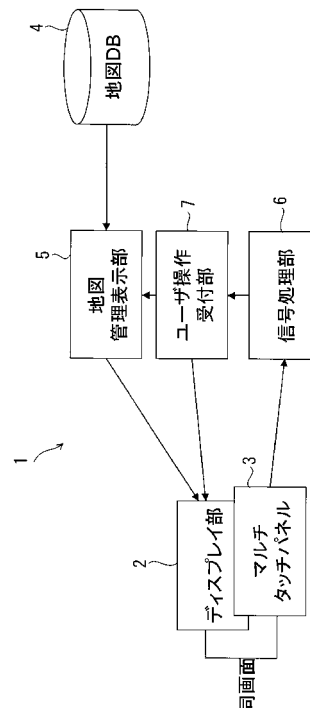 1
4
地図DB
5
地図
管理表示部
7
ユーザ操作
受付部
6
信号処理部
2
ディスプレイ部
3
マルチ
タッチパネル
同画面